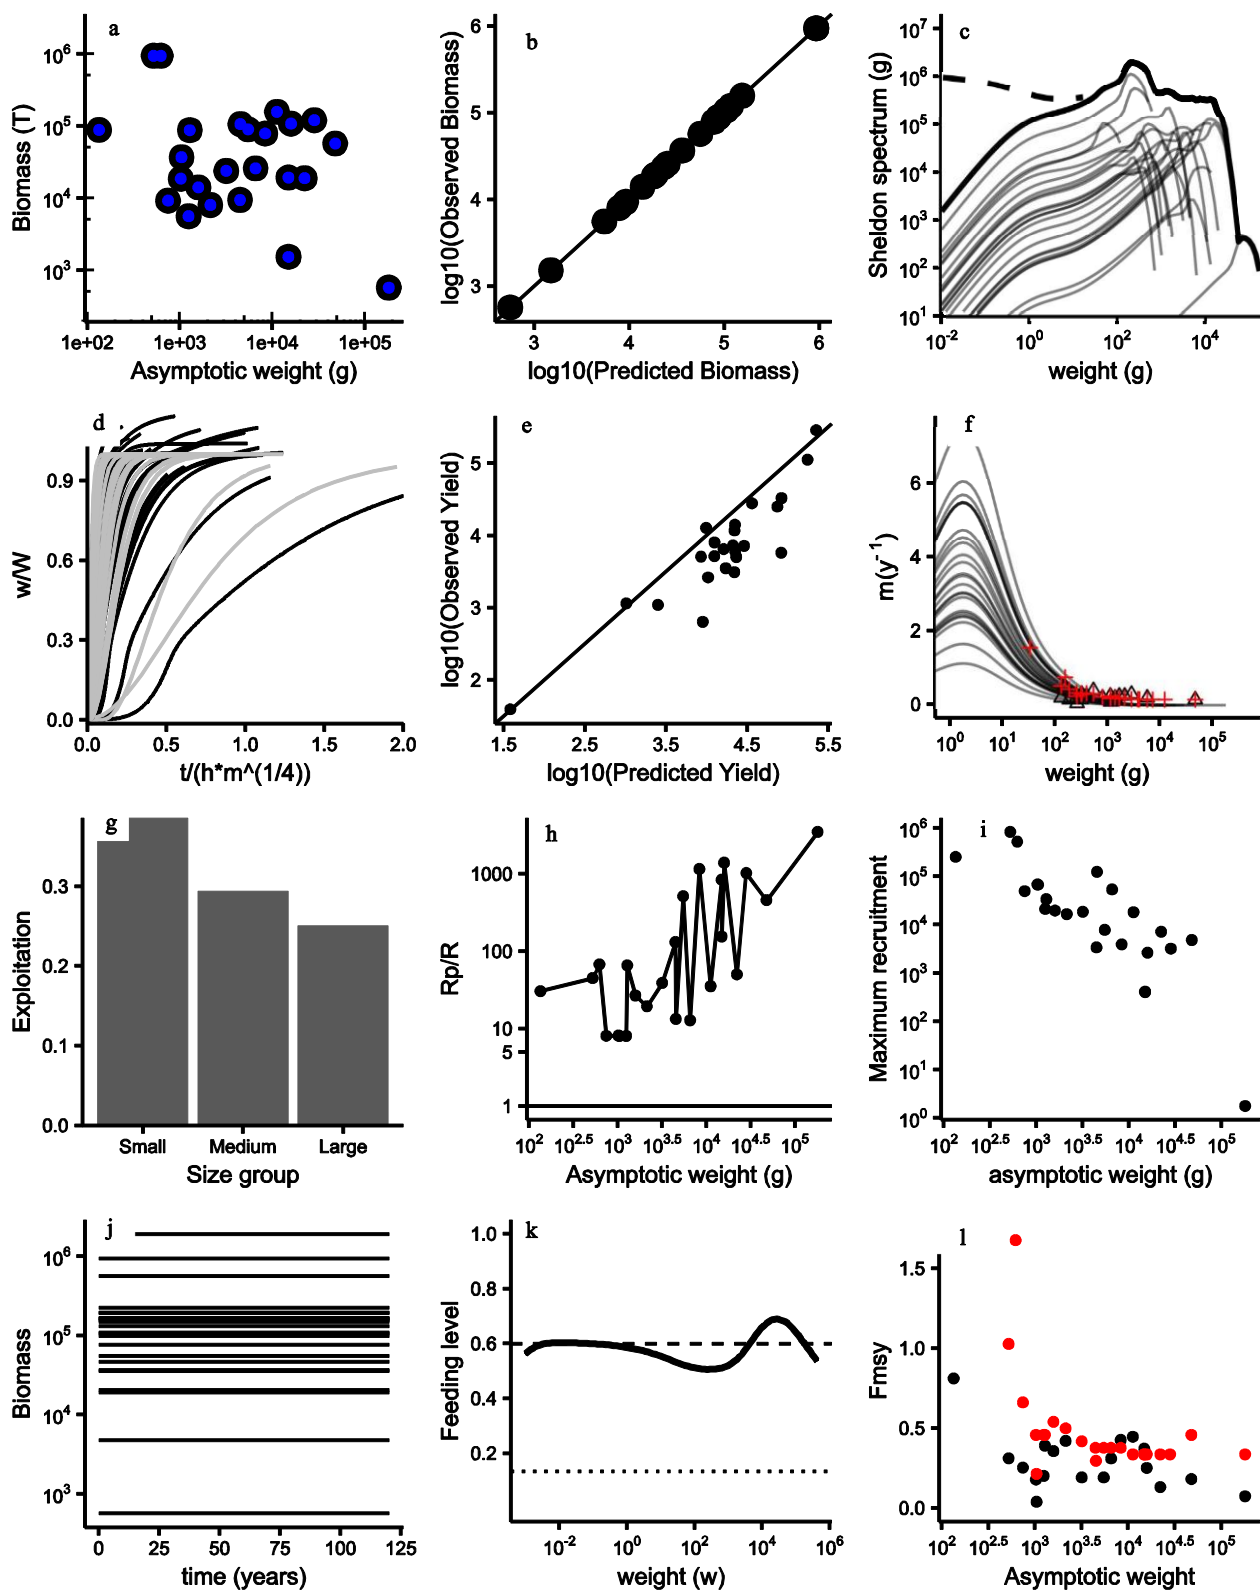 a
Biomass (T)
10^6
10^5
10^4
10^3
1e+02 1e+03 1e+04 1e+05
Asymptotic weight (g)
b
log10(Observed Biomass)
6
5
4
3
3 4 5 6
log10(Predicted Biomass)
c
Sheldon spectrum (g)
10^7
10^6
10^5
10^4
10^3
10^2
10^1
10^-2 10^0 10^2 10^4
weight (g)
d
w/W
0.9
0.6
0.3
0.0
0.0 0.5 1.0 1.5 2.0
t/(h*m^(1/4))
e
log10(Observed Yield)
5
4
3
2
1.5 2.5 3.5 4.5 5.5
log10(Predicted Yield)
f
m(y^-1)
6
4
2
0
10^0 10^1 10^2 10^3 10^4 10^5
weight (g)
g
Exploitation
0.3
0.2
0.1
0.0
Small Medium Large
Size group
h
Rp/R
1000
100
10
5
1
10^2 10^2.5 10^3 10^3.5 10^4 10^4.5 10^5
Asymptotic weight (g)
i
Maximum recruitment
10^6
10^5
10^4
10^3
10^2
10^1
10^0
10^2 10^2.5 10^3 10^3.5 10^4 10^4.5 10^5
asymptotic weight (g)
j
Biomass
10^6
10^5
10^4
10^3
0 25 50 75 100 125
time (years)
k
Feeding level
1.0
0.8
0.6
0.4
0.2
10^-2 10^0 10^2 10^4 10^6
weight (w)
l
Fmsy
1.5
1.0
0.5
0.0
10^2 10^2.5 10^3 10^3.5 10^4 10^4.5 10^5
Asymptotic weight